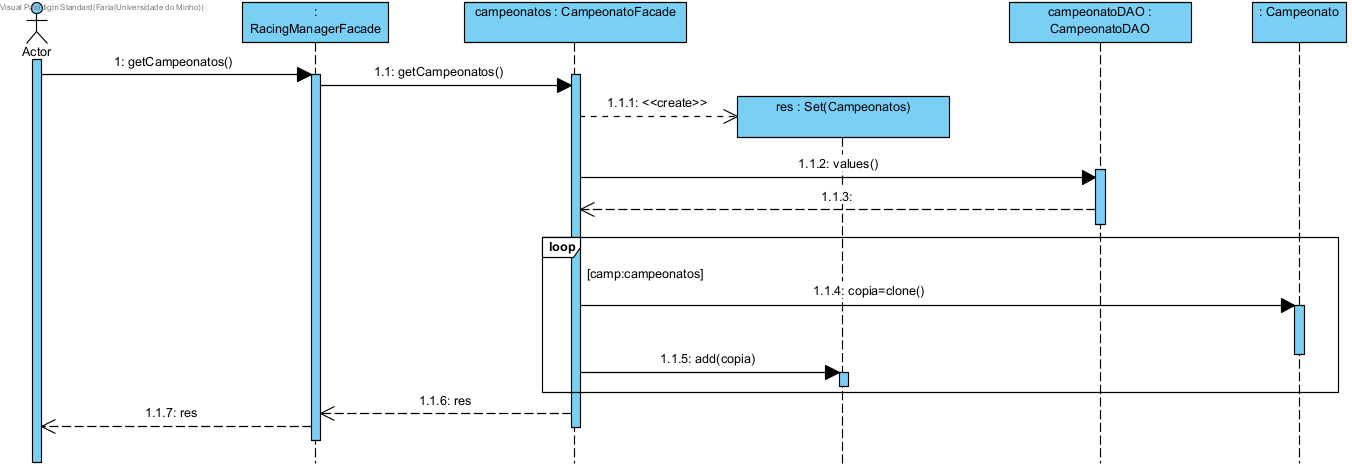 Visual Paradigm Standard(Faria(Universidade do Minho))
Actor
:
RacingManagerFacade
campeonatos : CampeonatoFacade
campeonatoDAO :
CampeonatoDAO
: Campeonato
1: getCampeonatos()
1.1: getCampeonatos()
1.1.1: <<create>>
res : Set(Campeonatos)
1.1.2: values()
1.1.3:
loop
[camp:campeonatos]
1.1.4: copia=clone()
1.1.5: add(copia)
1.1.6: res
1.1.7: res